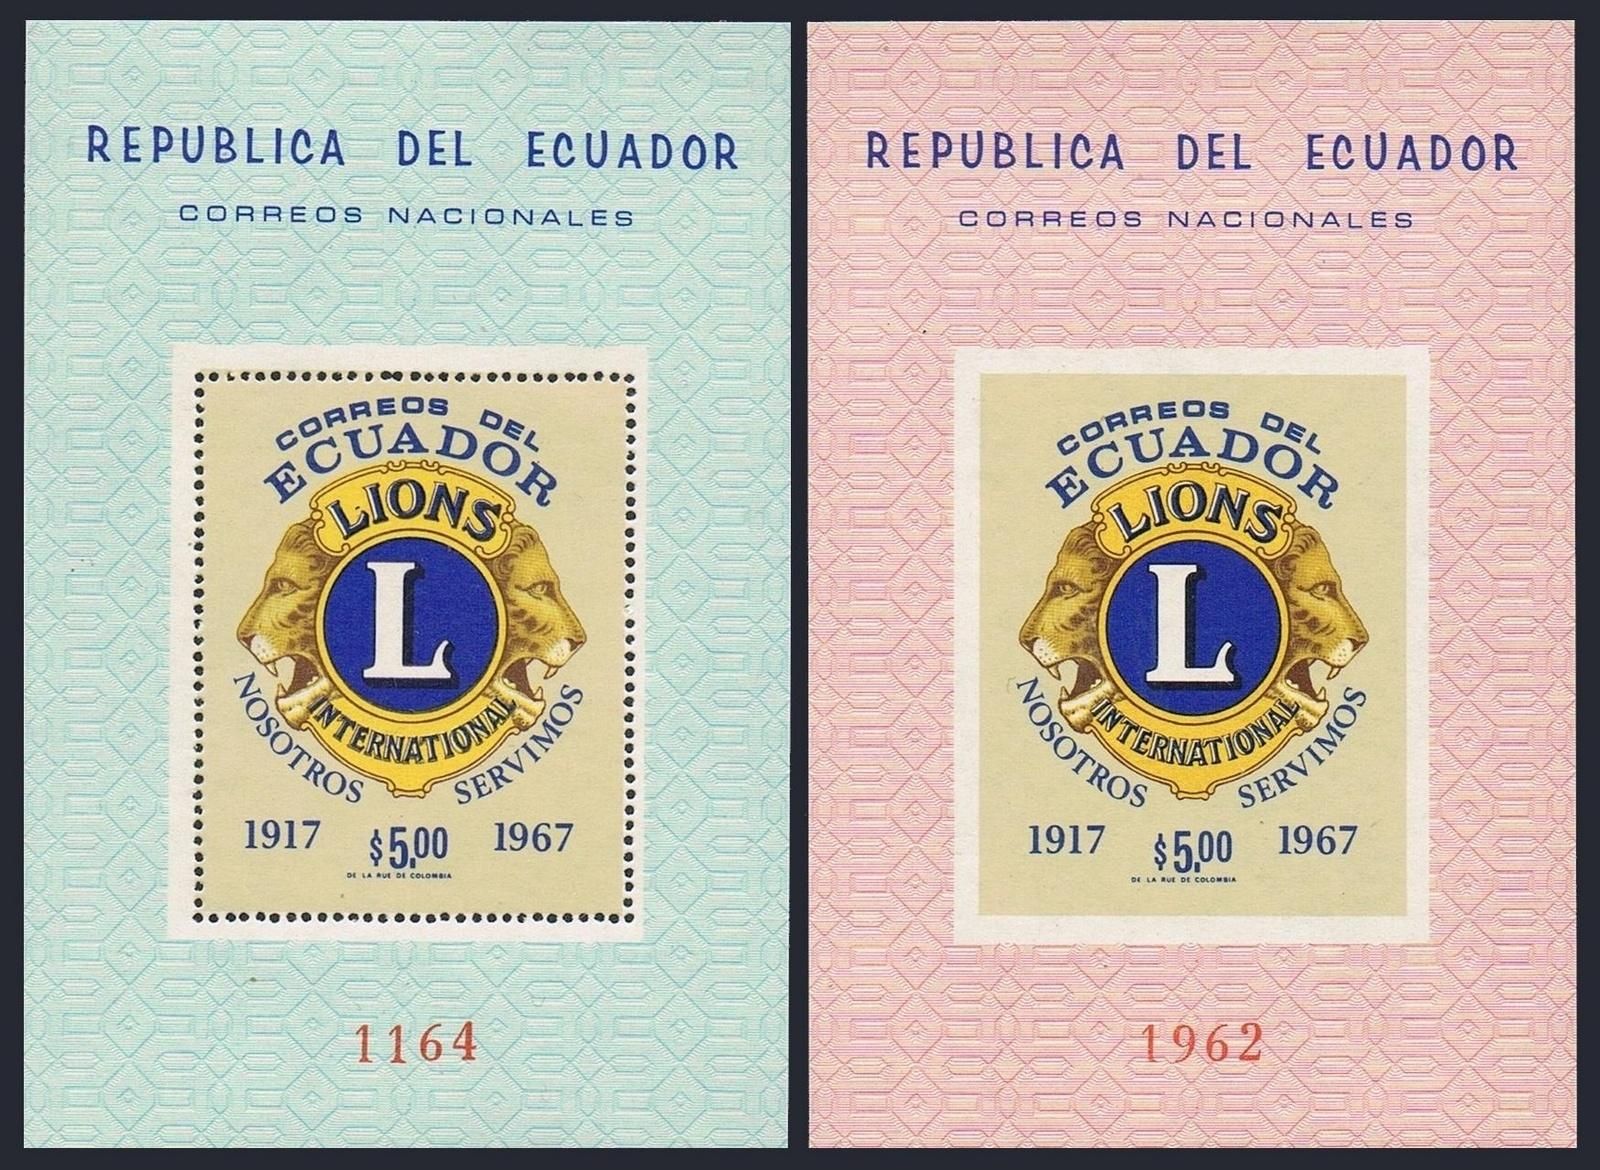 REPUBLICA DEL ECUADOR
CORREOS NACIONALES
CORREOS DEL
ECUADOR
LIONS
L
INTERNATIONAL
NOSOTROS SERVIMOS
1917 $5,00 1967
DE LA RUE DE COLOMBIA
1164
REPUBLICA DEL ECUADOR
CORREOS NACIONALES
CORREOS DEL
ECUADOR
LIONS
L
INTERNATIONAL
NOSOTROS SERVIMOS
1917 $5,00 1967
DE LA RUE DE COLOMBIA
1962